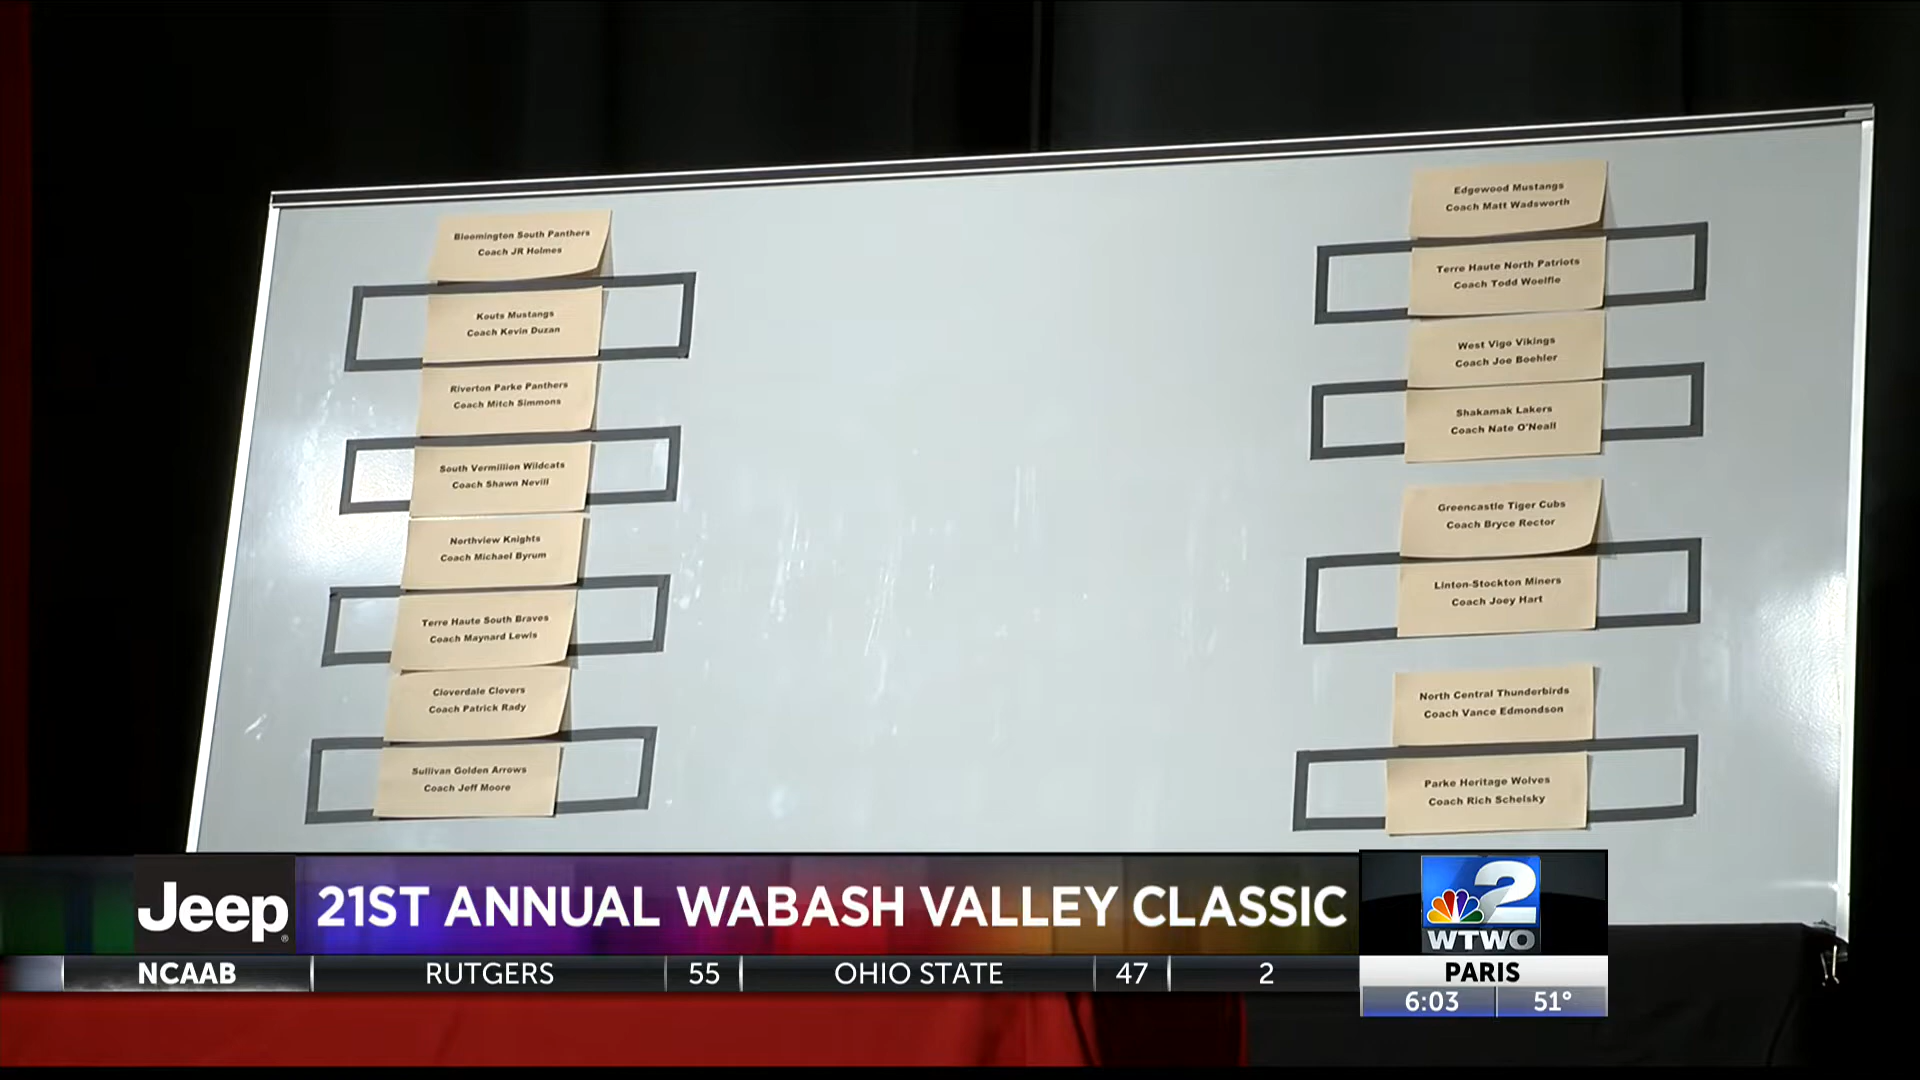 Bloomington South Panthers
Coach JR Holmes
Kouts Mustangs
Coach Kevin Duzan
Riverton Parke Panthers
Coach Mitch Simmons
South Vermillion Wildcats
Coach Shawn Nevill
Northview Knights
Coach Michael Byrum
Terre Haute South Braves
Coach Maynard Lewis
Cloverdale Clovers
Coach Patrick Rady
Sullivan Golden Arrows
Coach Jeff Moore
Edgewood Mustangs
Coach Matt Wadsworth
Terre Haute North Patriots
Coach Todd Woelfle
West Vigo Vikings
Coach Joe Boehler
Shakamak Lakers
Coach Nate O'Neall
Greencastle Tiger Cubs
Coach Bryce Rector
Linton-Stockton Miners
Coach Joey Hart
North Central Thunderbirds
Coach Vance Edmondson
Parke Heritage Wolves
Coach Rich Schelsky
Jeep® 21ST ANNUAL WABASH VALLEY CLASSIC
2
WTWO
NCAAB RUTGERS 55 OHIO STATE 47 2
PARIS
6:03 51°